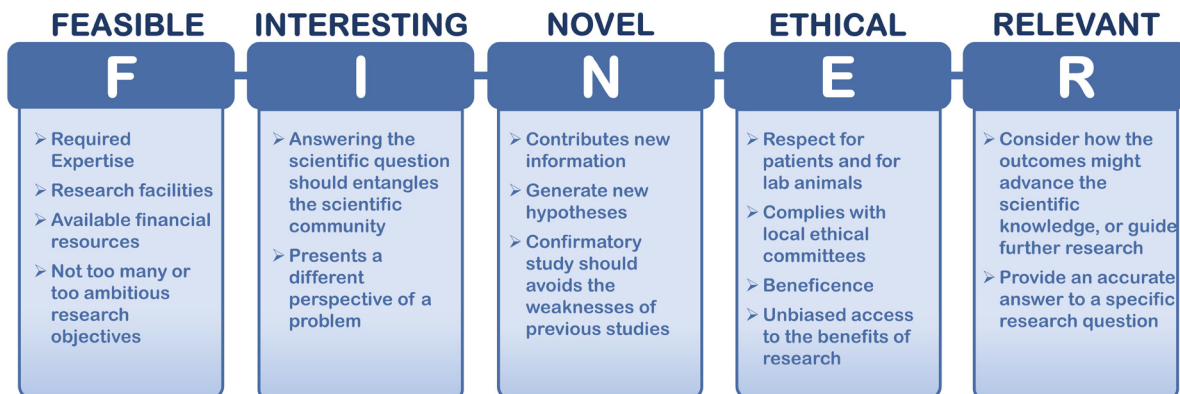 FEASIBLE
F
➢ Required
Expertise
➢ Research facilities
➢ Available financial
resources
➢ Not too many or
too ambitious
research
objectives
INTERESTING
I
➢ Answering the
scientific question
should entangles
the scientific
community
➢ Presents a
different
perspective of a
problem
NOVEL
N
➢ Contributes new
information
➢ Generate new
hypotheses
➢ Confirmatory
study should
avoids the
weaknesses of
previous studies
ETHICAL
E
➢ Respect for
patients and for
lab animals
➢ Complies with
local ethical
committees
➢ Beneficence
➢ Unbiased access
to the benefits of
research
RELEVANT
R
➢ Consider how the
outcomes might
advance the
scientific
knowledge, or guide
further research
➢ Provide an accurate
answer to a specific
research question